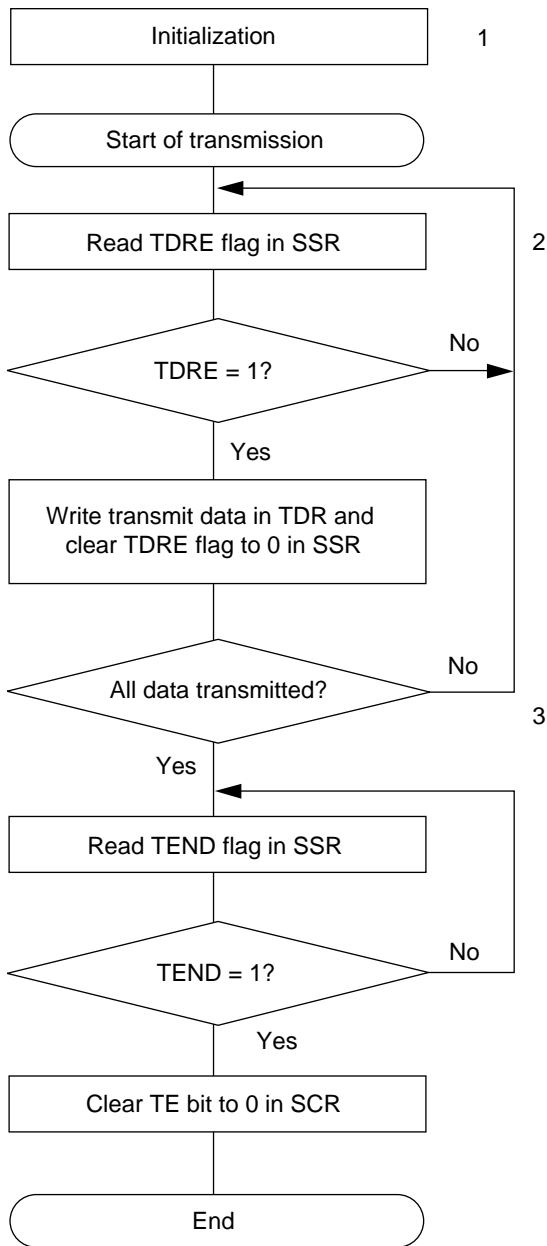 Initialization
1
Start of transmission
Read TDRE flag in SSR
2
TDRE = 1?
No
Yes
Write transmit data in TDR and
clear TDRE flag to 0 in SSR
All data transmitted?
No
3
Yes
Read TEND flag in SSR
TEND = 1?
No
Yes
Clear TE bit to 0 in SCR
End